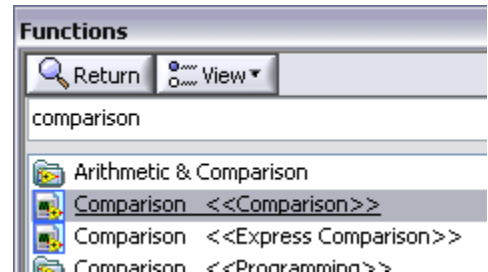 Functions
Return View
comparison
Arithmetic & Comparison
Comparison <<Comparison>>
Comparison <<Express Comparison>>
Comparison <<Programming>>